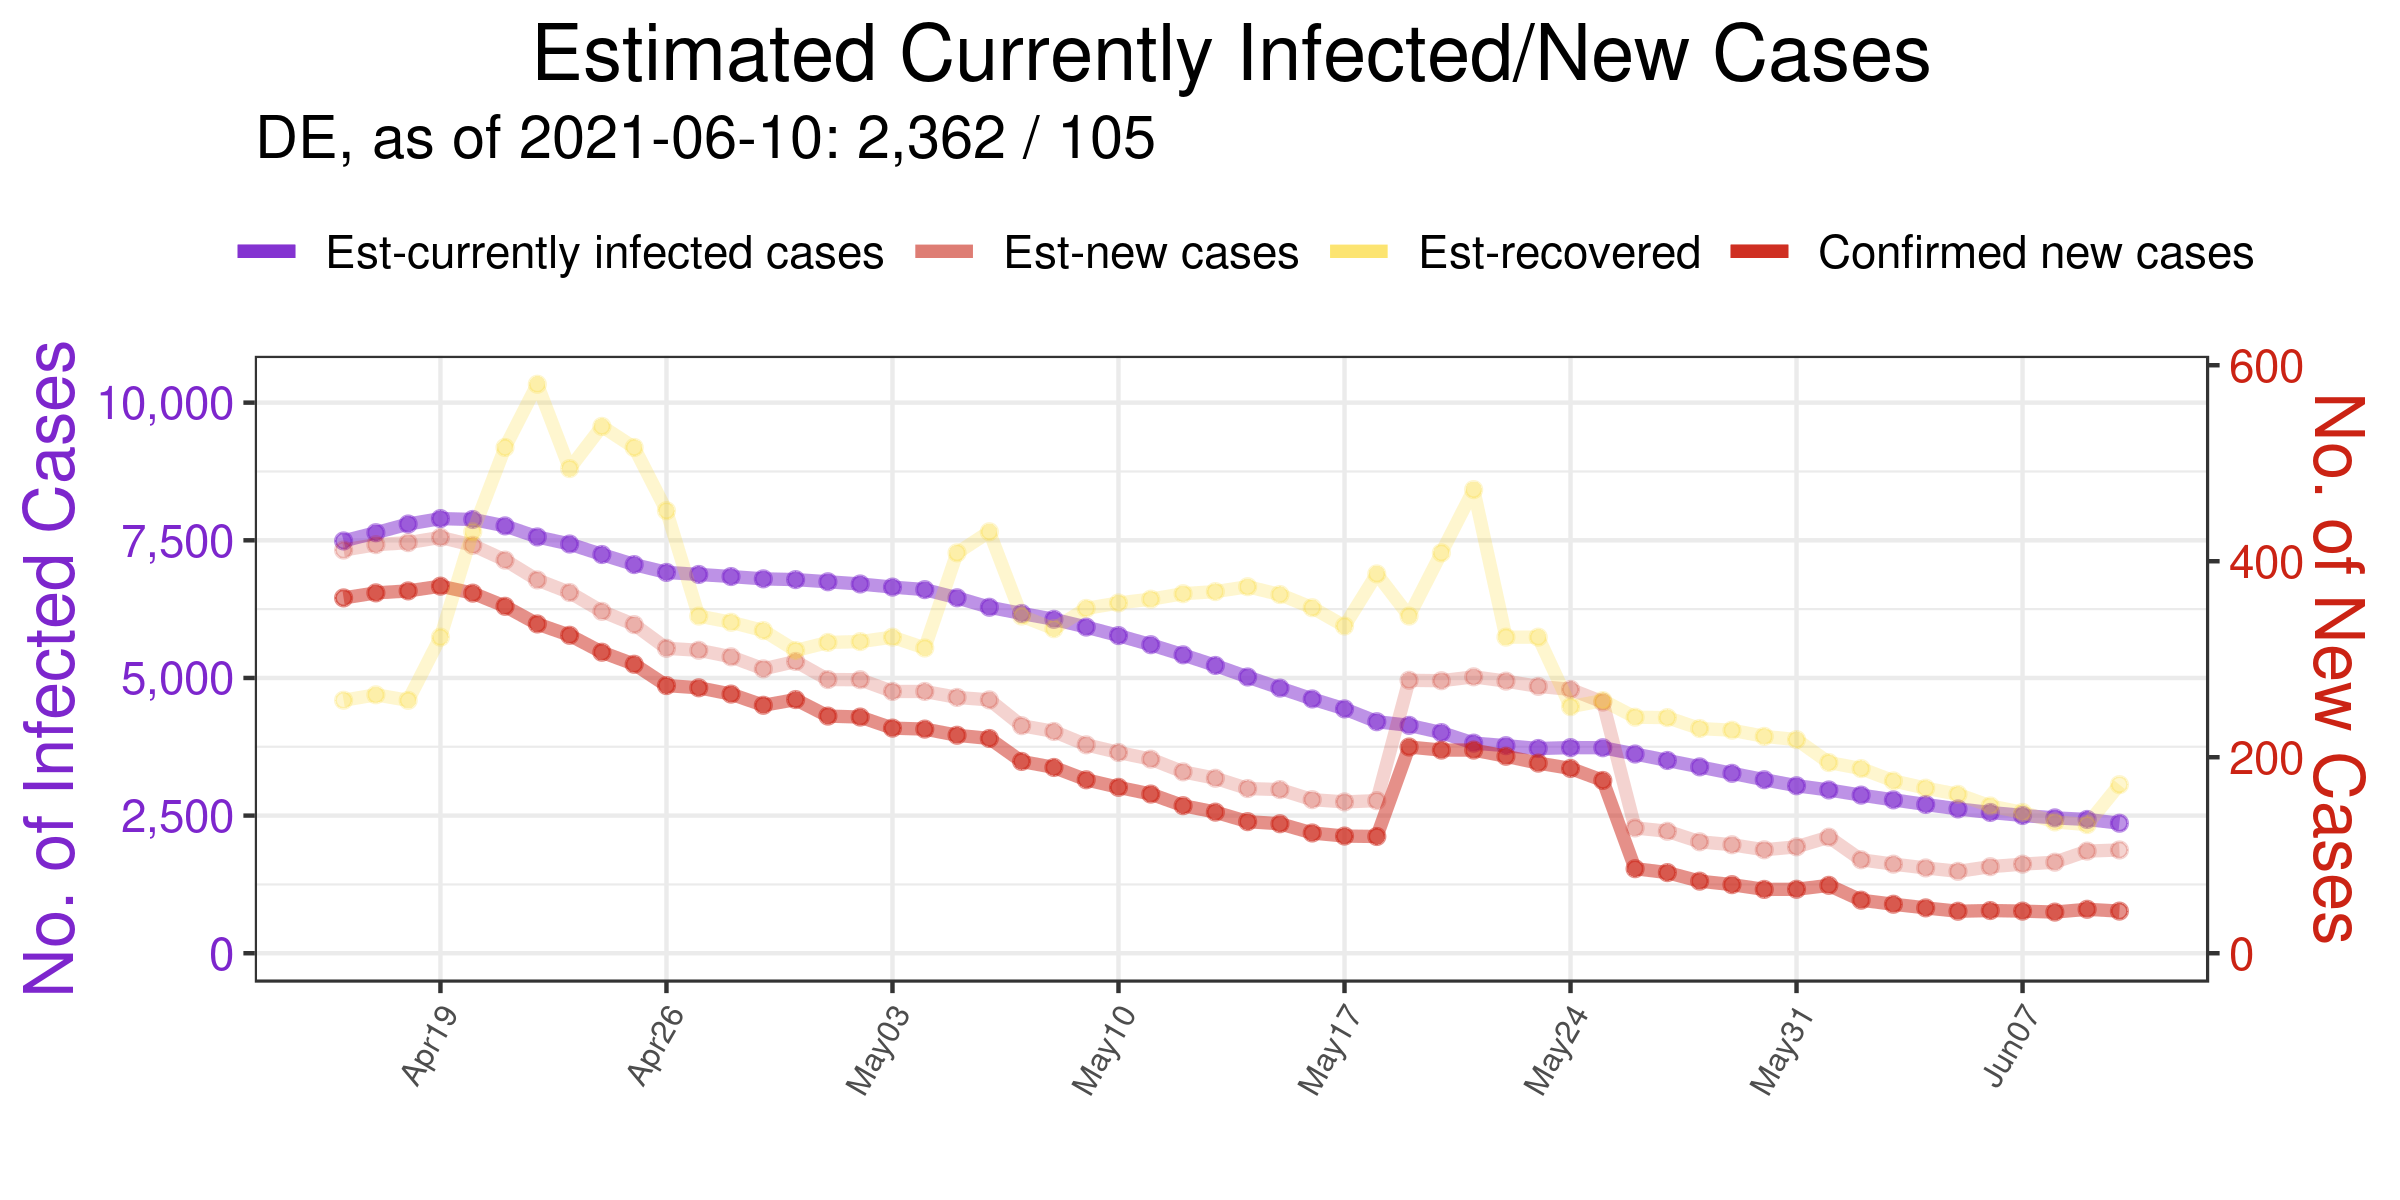 Estimated Currently Infected/New Cases
DE, as of 2021-06-10: 2,362 / 105
Est-currently infected cases
Est-new cases
Est-recovered
Confirmed new cases
No. of Infected Cases
10,000
7,500
5,000
2,500
0
600
400
200
0
No. of New Cases
Apr19
Apr26
May03
May10
May17
May24
May31
Jun07